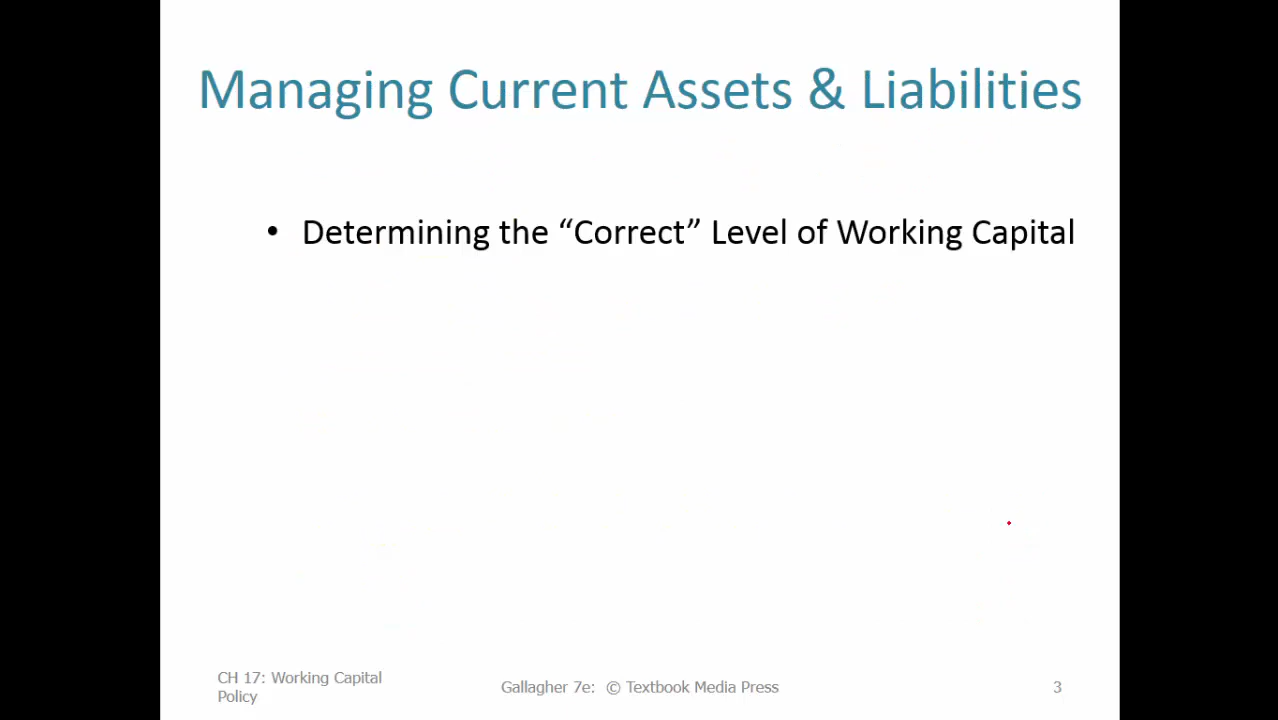 Managing Current Assets & Liabilities
• Determining the “Correct” Level of Working Capital
CH 17: Working Capital
Policy
Gallagher 7e: © Textbook Media Press
3